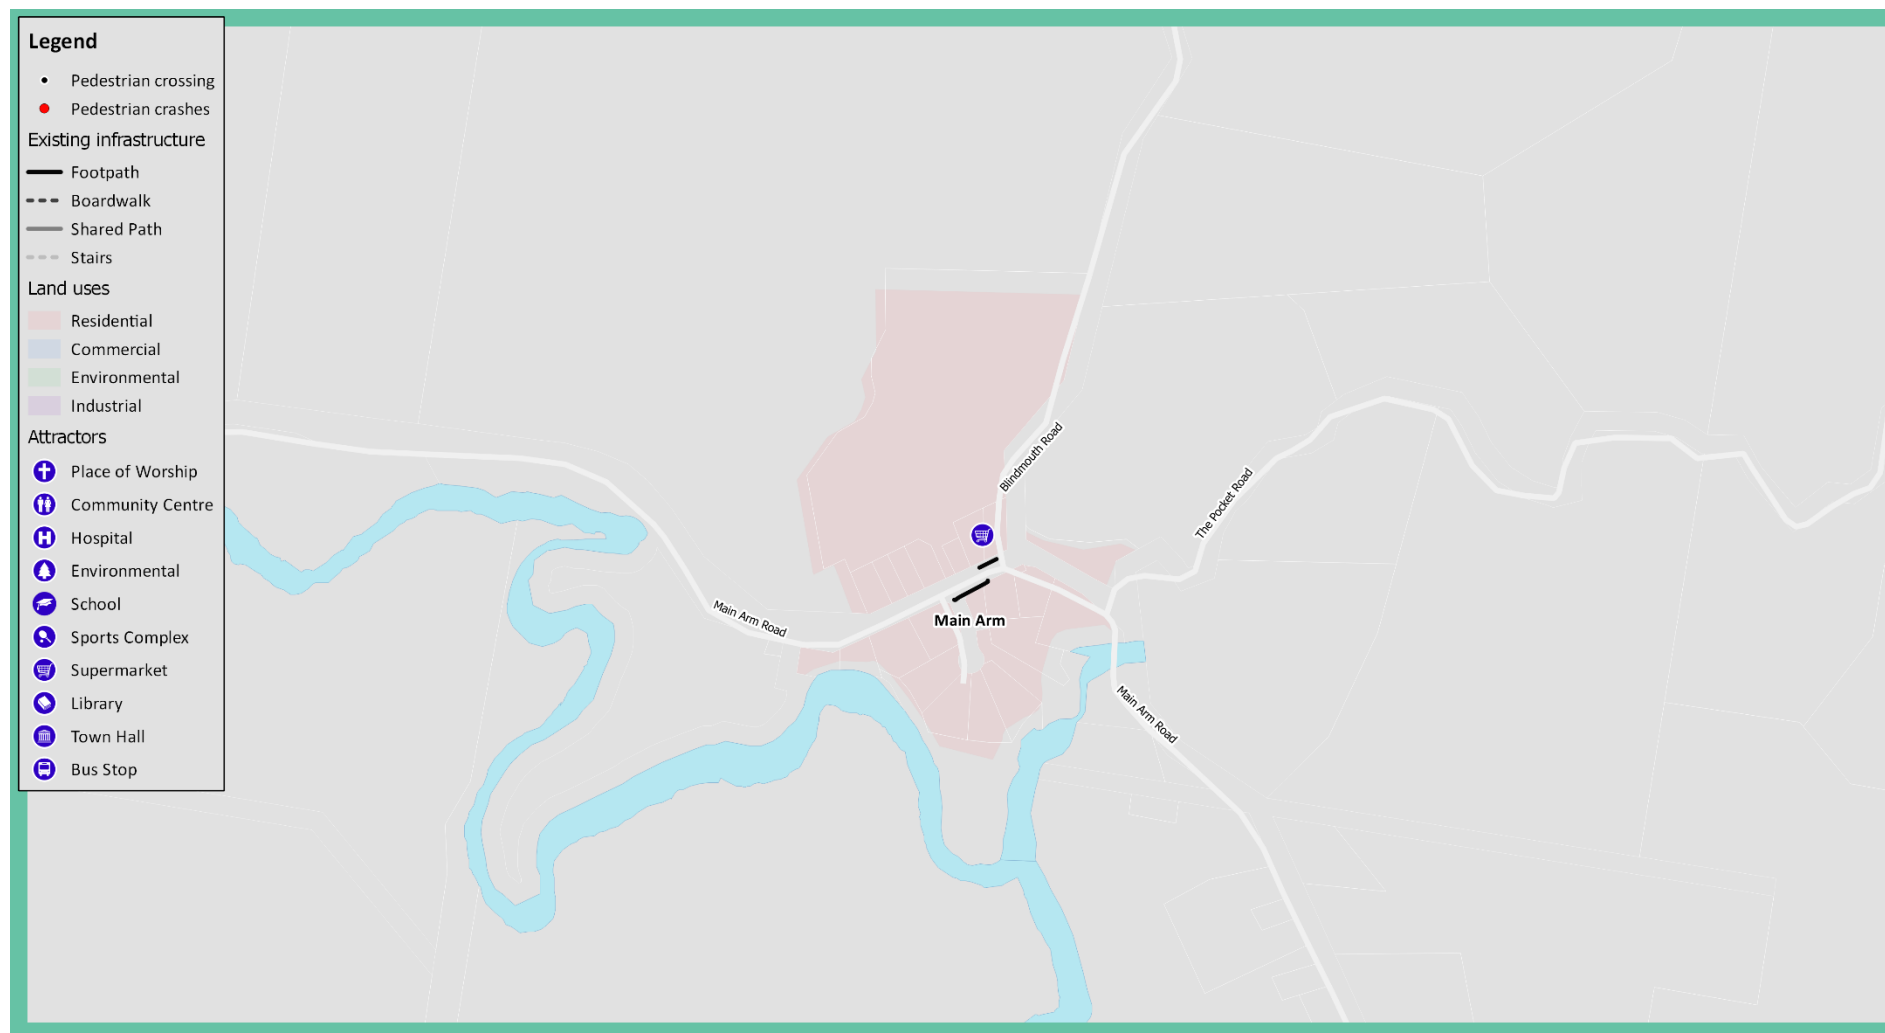 Legend
Pedestrian crossing
Pedestrian crashes
Existing infrastructure
Footpath
Boardwalk
Shared Path
Stairs
Land uses
Residential
Commercial
Environmental
Industrial
Attractors
Place of Worship
Community Centre
Hospital
Environmental
School
Sports Complex
Supermarket
Library
Town Hall
Bus Stop
Blindmouth Road
The Pocket Road
Main Arm Road
Main Arm
Main Arm Road